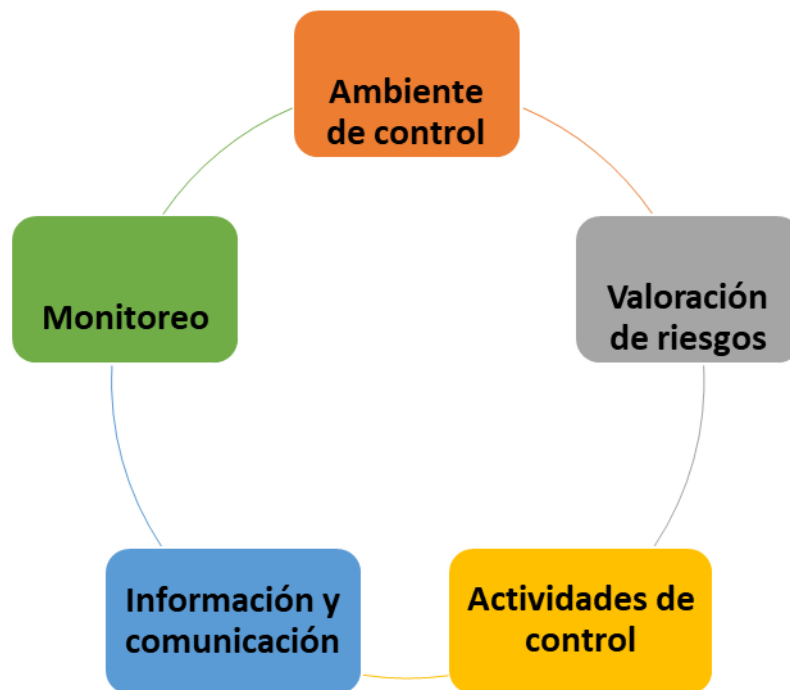 Ambiente
de control
Valoración
de riesgos
Actividades de
control
Información y
comunicación
Monitoreo